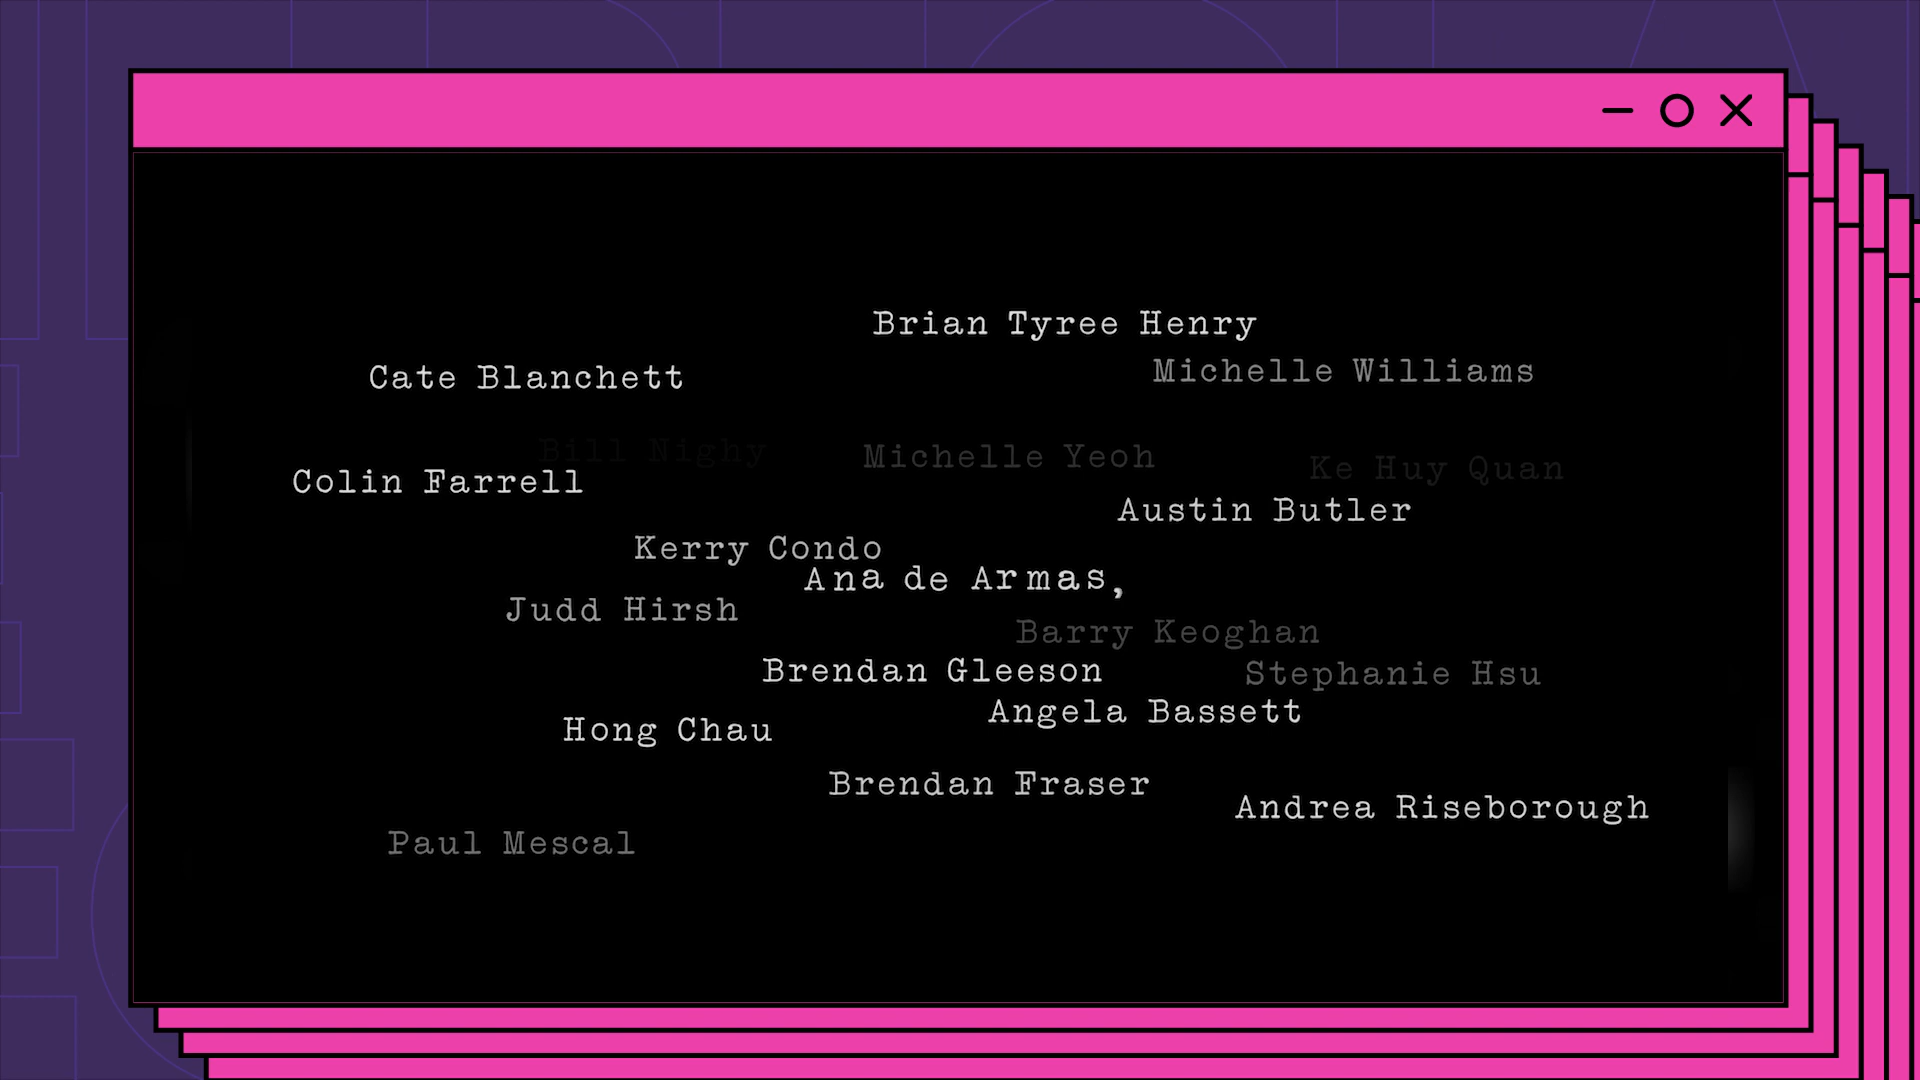 Brian Tyree Henry
Cate Blanchett
Michelle Williams
Bill Nighy
Michelle Yeoh
Ke Huy Quan
Colin Farrell
Austin Butler
Kerry Condo
Ana de Armas,
Judd Hirsh
Barry Keoghan
Brendan Gleeson
Stephanie Hsu
Angela Bassett
Hong Chau
Brendan Fraser
Andrea Riseborough
Paul Mescal